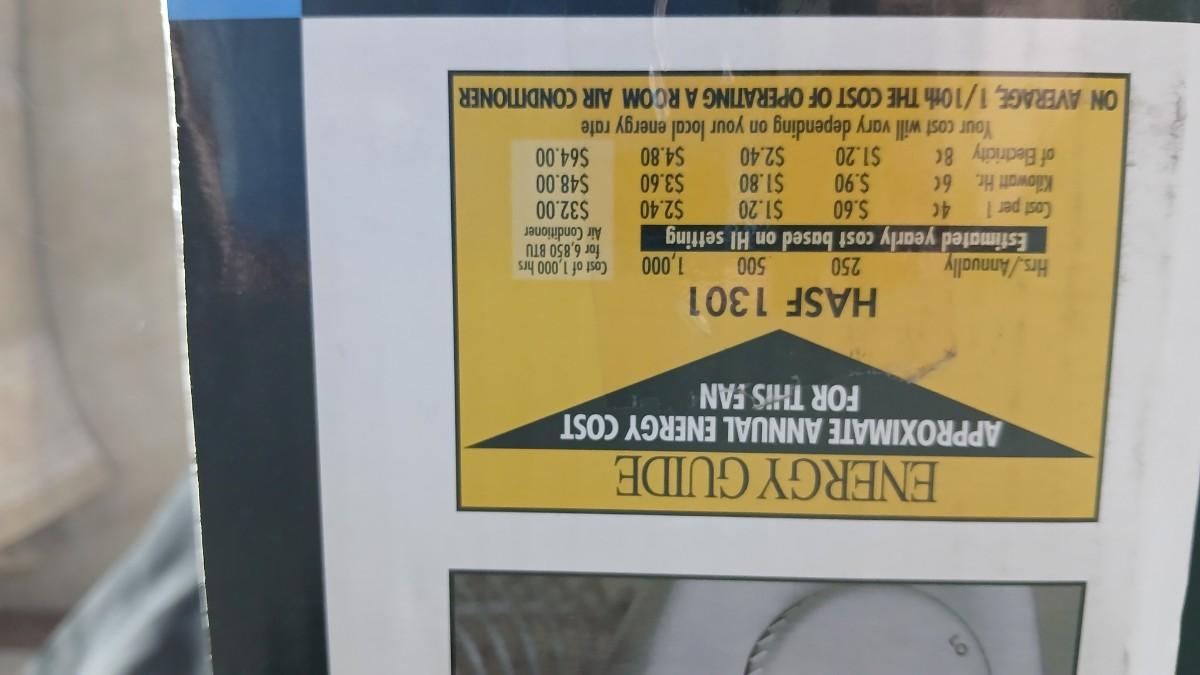 ENERGY GUIDE
APPROXIMATE ANNUAL ENERGY COST
FOR THIS FAN
HASF 1301
Hrs./Annually 250 500 1,000 Cost of 1,000 hrs
for 6,850 BTU
Air Conditioner
Estimated yearly cost based on HI setting
Cost per 1 4¢ $.60 $1.20 $2.40 $32.00
Kilowatt Hr. 6¢ $.90 $1.80 $3.60 $48.00
of Electricity 8¢ $1.20 $2.40 $4.80 $64.00
Your cost will vary depending on your local energy rate
ON AVERAGE, 1/10th THE COST OF OPERATING A ROOM AIR CONDITIONER